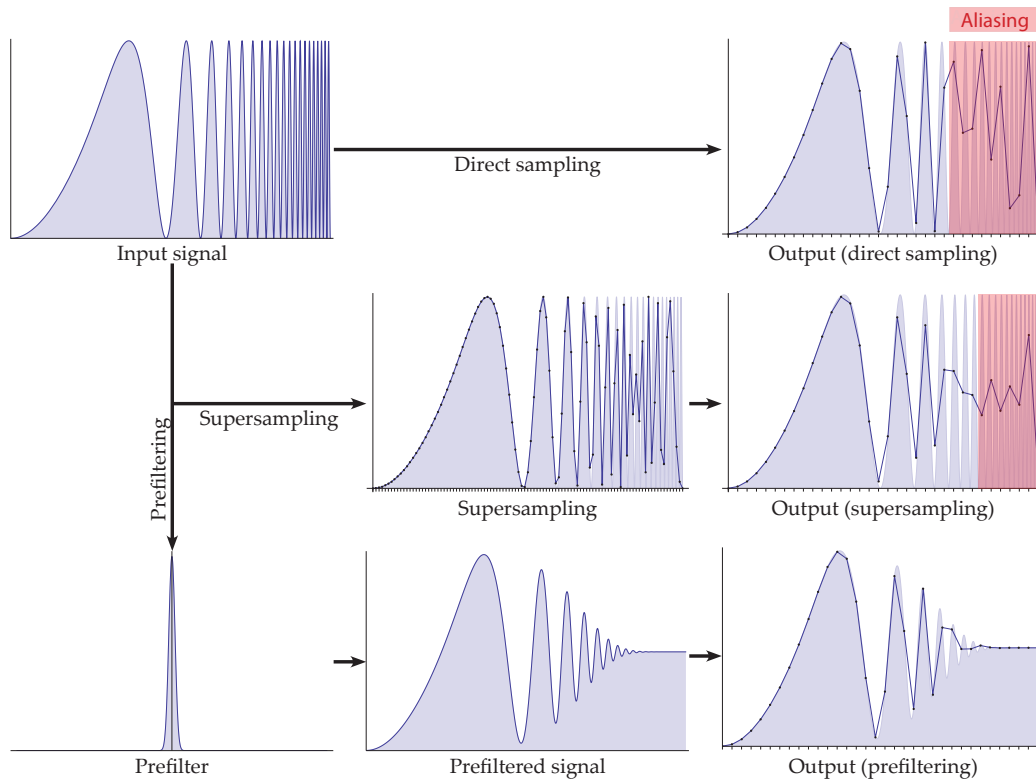 Aliasing
Direct sampling
Input signal
Output (direct sampling)
Supersampling
Prefiltering
Supersampling
Output (supersampling)
Prefilter
Prefiltered signal
Output (prefiltering)